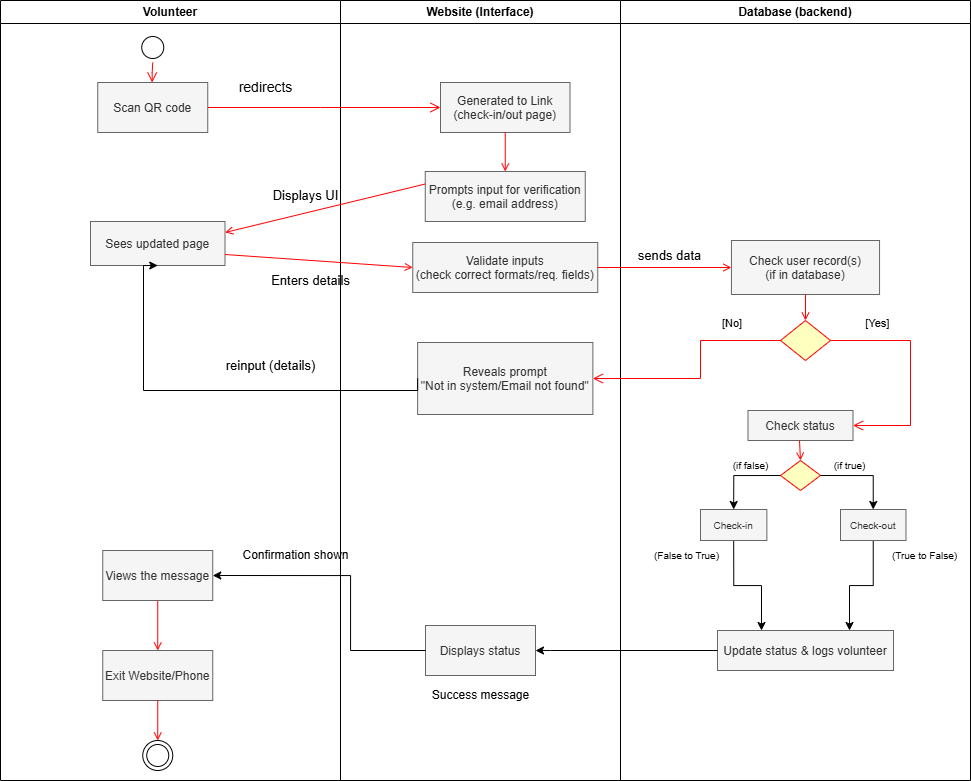 Volunteer
Website (Interface)
Database (backend)
Scan QR code
redirects
Generated to Link
(check-in/out page)
Prompts input for verification
(e.g. email address)
Displays UI
Sees updated page
Enters details
Validate inputs
(check correct formats/req. fields)
sends data
Check user record(s)
(if in database)
[No]
[Yes]
Reveals prompt
"Not in system/Email not found"
reinput (details)
Check status
(if false)
(if true)
Check-in
Check-out
(False to True)
(True to False)
Update status & logs volunteer
Displays status
Success message
Confirmation shown
Views the message
Exit Website/Phone